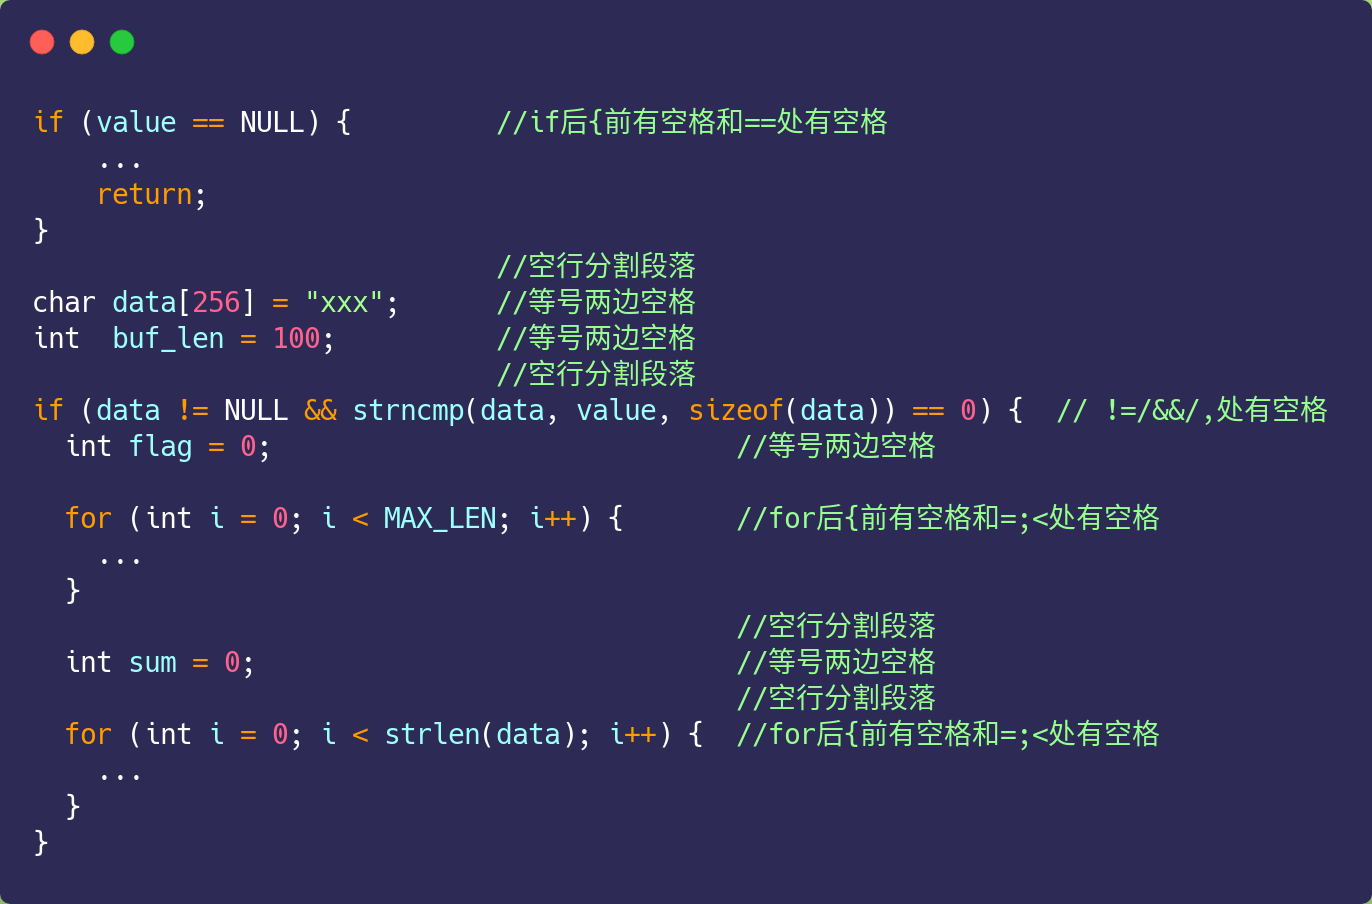 if (value == NULL) {         //if后{前有空格和==处有空格
    ...
    return;
}
                             //空行分割段落
char data[256] = "xxx";      //等号两边空格
int  buf_len = 100;          //等号两边空格
                             //空行分割段落
if (data != NULL && strncmp(data, value, sizeof(data)) == 0) {  // !=/&&/,处有空格
  int flag = 0;                             //等号两边空格

  for (int i = 0; i < MAX_LEN; i++) {       //for后{前有空格和=;<处有空格
    ...
  }
                                            //空行分割段落
  int sum = 0;                              //等号两边空格
                                            //空行分割段落
  for (int i = 0; i < strlen(data); i++) {  //for后{前有空格和=;<处有空格
    ...
  }
}